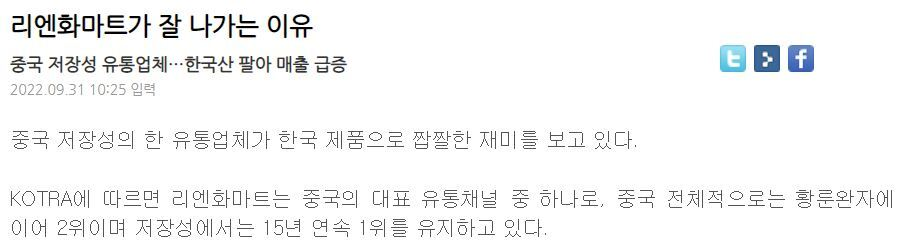 리엔화마트가 잘 나가는 이유
중국 저장성 유통업체…한국산 팔아 매출 급증
2022.09.31 10:25 입력
중국 저장성의 한 유통업체가 한국 제품으로 짭짤한 재미를 보고 있다.
KOTRA에 따르면 리엔화마트는 중국의 대표 유통채널 중 하나로, 중국 전체적으로는 황룬완자에
이어 2위이며 저장성에서는 15년 연속 1위를 유지하고 있다.